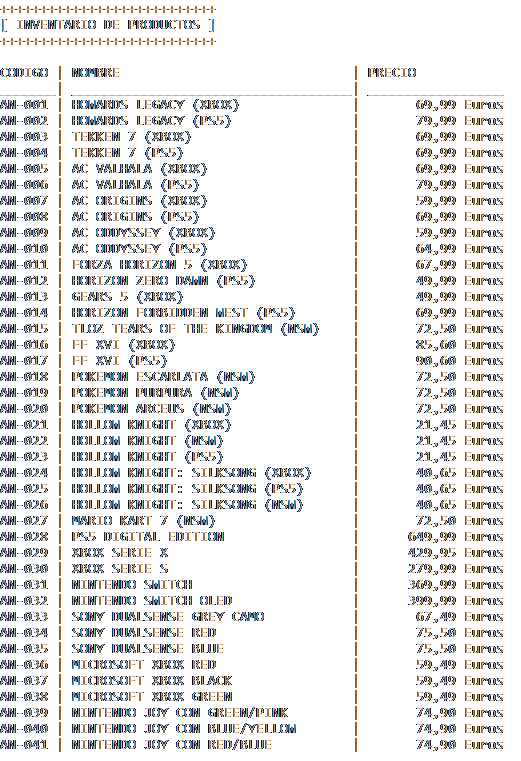 +-+-+-+-+-+-+-+-+-+-+-+-+-+
[ INVENTARIO DE PRODUCTOS ]
+-+-+-+-+-+-+-+-+-+-+-+-+-+
CODIGO | NOMBRE | PRECIO
AN-001 | HOWARDS LEGACY (XBOX) | 69,99 Euros
AN-002 | HOWARDS LEGACY (PS5) | 79,99 Euros
AN-003 | TEKKEN 7 (XBOX) | 69,99 Euros
AN-004 | TEKKEN 7 (PS5) | 69,99 Euros
AN-005 | AC VALHALA (XBOX) | 69,99 Euros
AN-006 | AC VALHALA (PS5) | 79,99 Euros
AN-007 | AC ORIGINS (XBOX) | 59,99 Euros
AN-008 | AC ORIGINS (PS5) | 69,99 Euros
AN-009 | AC ODDYSSEY (XBOX) | 59,99 Euros
AN-010 | AC ODDYSEY (PS5) | 64,99 Euros
AN-011 | FORZA HORIZON 5 (XBOX) | 67,99 Euros
AN-012 | HORIZON ZERO DAWN (PS5) | 49,99 Euros
AN-013 | GEARS 5 (XBOX) | 49,99 Euros
AN-014 | HORIZON FORBIDDEN WEST (PS5) | 69,99 Euros
AN-015 | TLOZ TEARS OF THE KINGDOM (NSW) | 72,50 Euros
AN-016 | FF XVI (XBOX) | 85,60 Euros
AN-017 | FF XVI (PS5) | 90,60 Euros
AN-018 | POKEMON ESCARLATA (NSW) | 72,50 Euros
AN-019 | POKEMON PURPURA (NSW) | 72,50 Euros
AN-020 | POKEMON ARCEUS (NSW) | 72,50 Euros
AN-021 | HOLLOW KNIGHT (XBOX) | 21,45 Euros
AN-022 | HOLLOW KNIGHT (NSW) | 21,45 Euros
AN-023 | HOLLOW KNIGHT (PS5) | 21,45 Euros
AN-024 | HOLLOW KNIGHT: SILKSONG (XBOX) | 40,65 Euros
AN-025 | HOLLOW KNIGHT: SILKSONG (PS5) | 40,65 Euros
AN-026 | HOLLOW KNIGHT: SILKSONG (NSW) | 40,65 Euros
AN-027 | MARIO KART 7 (NSW) | 72,50 Euros
AN-028 | PS5 DIGITAL EDITION | 649,99 Euros
AN-029 | XBOX SERIE X | 429,95 Euros
AN-030 | XBOX SERIE S | 279,99 Euros
AN-031 | NINTENDO SWITCH | 369,99 Euros
AN-032 | NINTENDO SWITCH OLED | 399,99 Euros
AN-033 | SONY DUALSENSE GREY CAMO | 67,49 Euros
AN-034 | SONY DUALSENSE RED | 75,50 Euros
AN-035 | SONY DUALSENSE BLUE | 75,50 Euros
AN-036 | MICROSOFT XBOX RED | 59,49 Euros
AN-037 | MICROSOFT XBOX BLACK | 59,49 Euros
AN-038 | MICROSOFT XBOX GREEN | 59,49 Euros
AN-039 | NINTENDO JOY CON GREEN/PINK | 74,90 Euros
AN-040 | NINTENDO JOY CON BLUE/YELLOW | 74,90 Euros
AN-041 | NINTENDO JOY CON RED/BLUE | 74,90 Euros